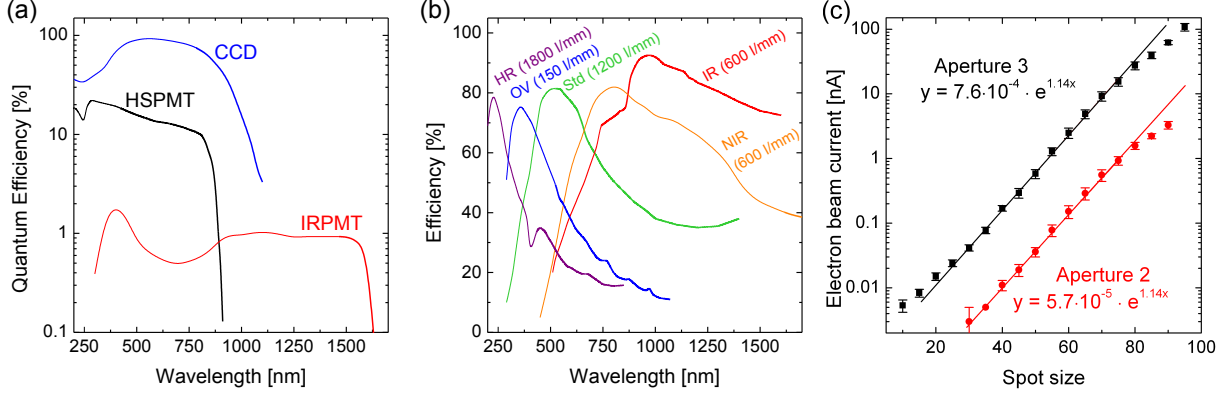 (a)
Quantum Efficiency [%]
100
10
1
0.1
CCD
HSPMT
IRPMT
250 500 750 1000 1250 1500
Wavelength [nm]
(b)
Efficiency [%]
100
80
60
40
20
0
HR (1800 l/mm)
OV (150 l/mm)
Std (1200 l/mm)
IR (600 l/mm)
NIR
(600 l/mm)
250 500 750 1000 1250 1500
Wavelength [nm]
(c)
Electron beam current [nA]
100
10
1
0.1
0.01
Aperture 3
y = 7.6·10⁻⁴ · e^1.14x
Aperture 2
y = 5.7·10⁻⁵ · e^1.14x
20 40 60 80 100
Spot size